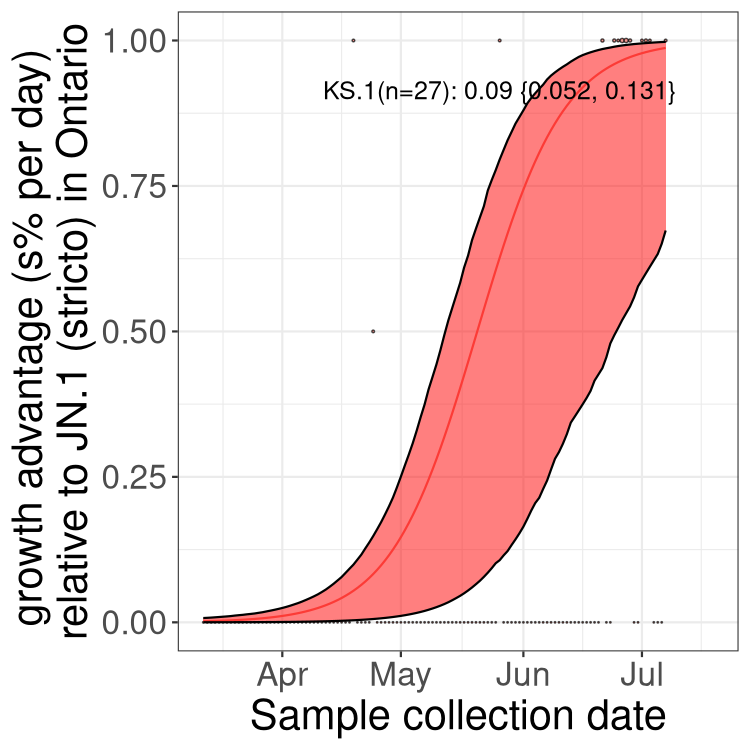 growth advantage (s% per day)
relative to JN.1 (stricto) in Ontario
1.00
0.75
0.50
0.25
0.00
KS.1(n=27): 0.09 {0.052, 0.131}
Apr May Jun Jul
Sample collection date